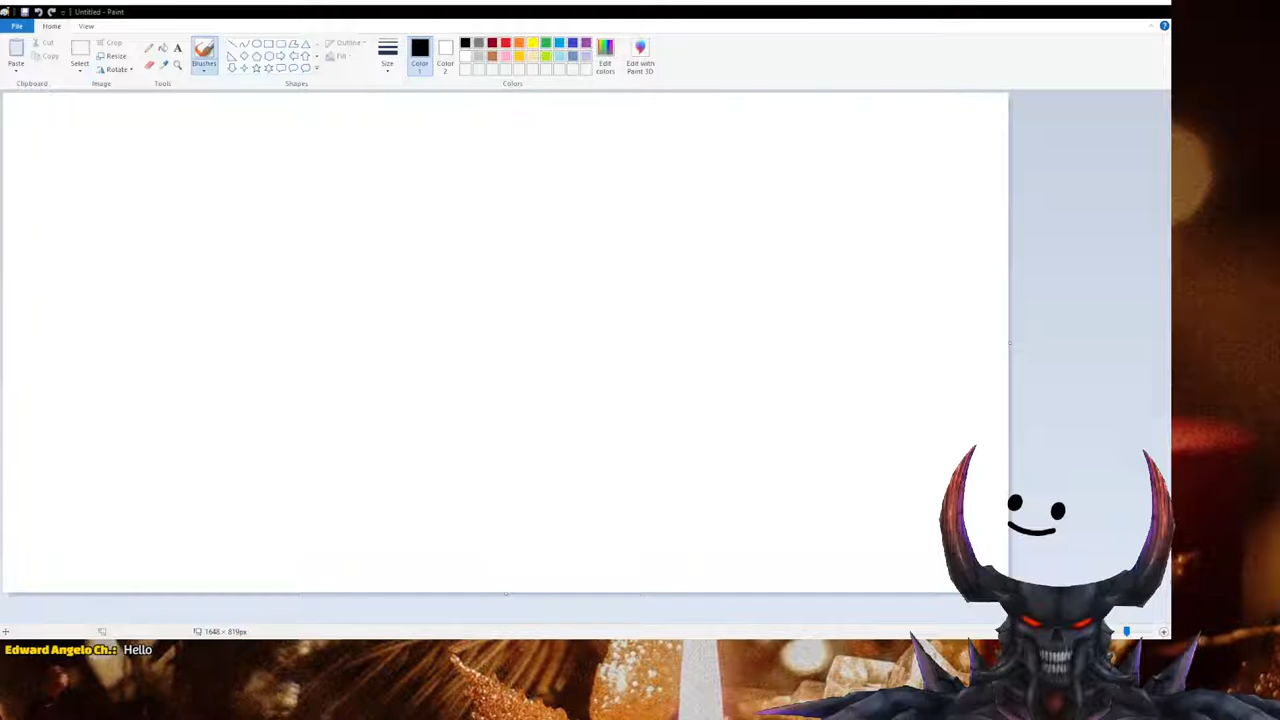 Untitled - Paint
File Home View
Paste
Cut
Copy
Clipboard
Select
Crop
Resize
Rotate
Image
Tools
Brushes
Shapes
Outline
Fill
Size
Color 1
Color 2
Colors
Edit colors
Edit with Paint 3D
1648 × 819px
Edward Angelo Ch.: Hello